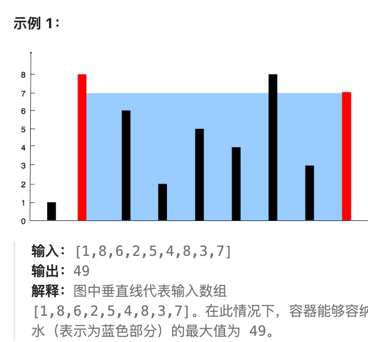 示例 1：
8
7
6
5
4
3
2
1
0
输入：[1,8,6,2,5,4,8,3,7]
输出：49
解释：图中垂直线代表输入数组
[1,8,6,2,5,4,8,3,7]。在此情况下，容器能够容纳
水（表示为蓝色部分）的最大值为 49。